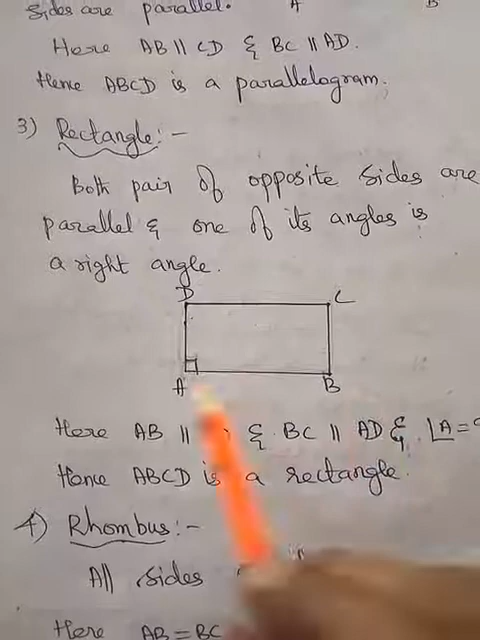 Sides are parallel.
A B
Here AB || CD & BC || AD.
Hence ABCD is a parallelogram.
3) Rectangle:-
Both pair of opposite sides are
parallel & one of its angles is
a right angle.
D C
A B
Here AB || & BC || AD & ∠A =
Hence ABCD is a rectangle.
4) Rhombus:-
All sides
Here AB = BC